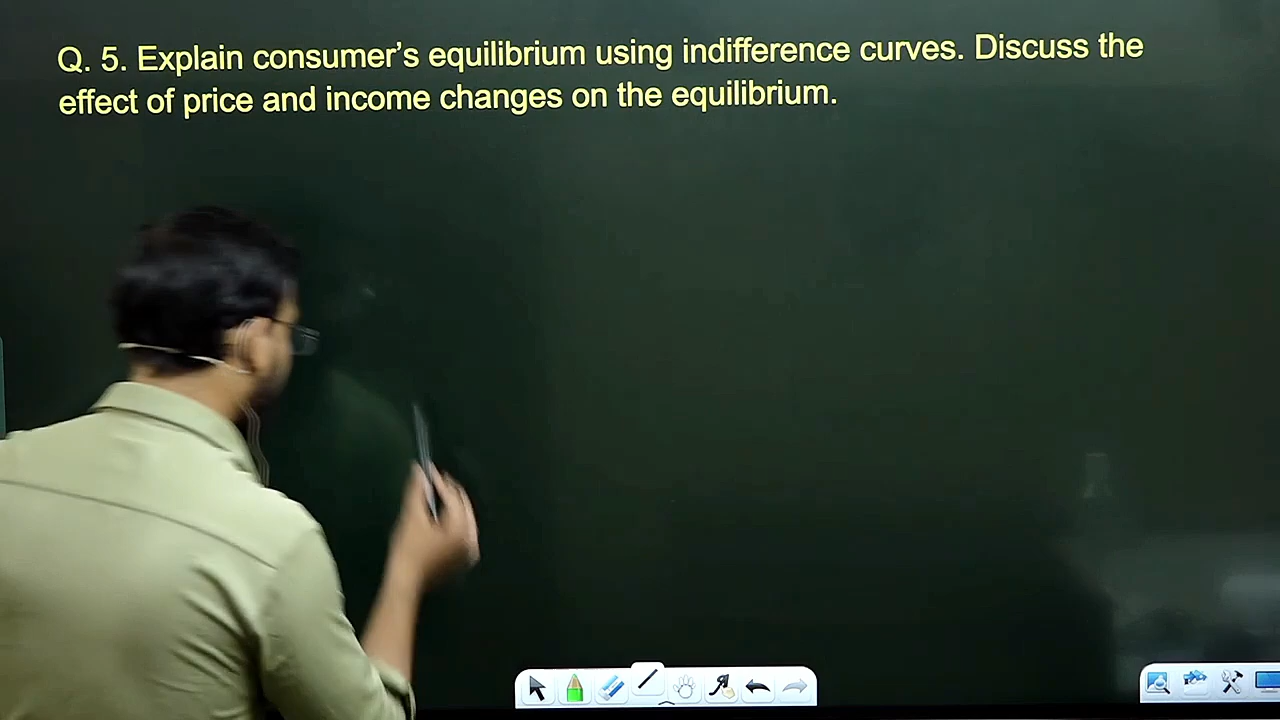 Q. 5. Explain consumer’s equilibrium using indifference curves. Discuss the
effect of price and income changes on the equilibrium.